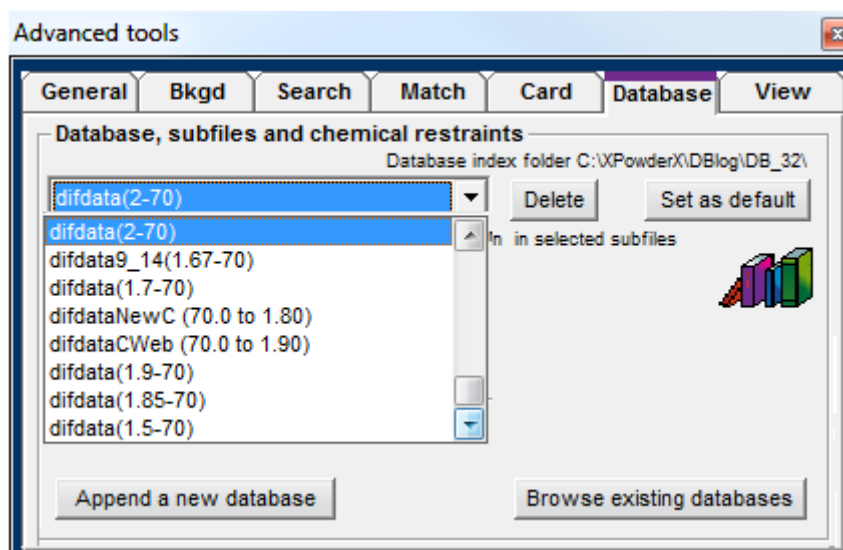 Advanced tools
General Bkgd Search Match Card Database View
Database, subfiles and chemical restraints
Database index folder C:\XPowderX\DBlog\DB_32\
difdata(2-70) Delete Set as default
difdata(2-70)
in selected subfiles
difdata9_14(1.67-70)
difdata(1.7-70)
difdataNewC (70.0 to 1.80)
difdataCWeb (70.0 to 1.90)
difdata(1.9-70)
difdata(1.85-70)
difdata(1.5-70)
Append a new database Browse existing databases